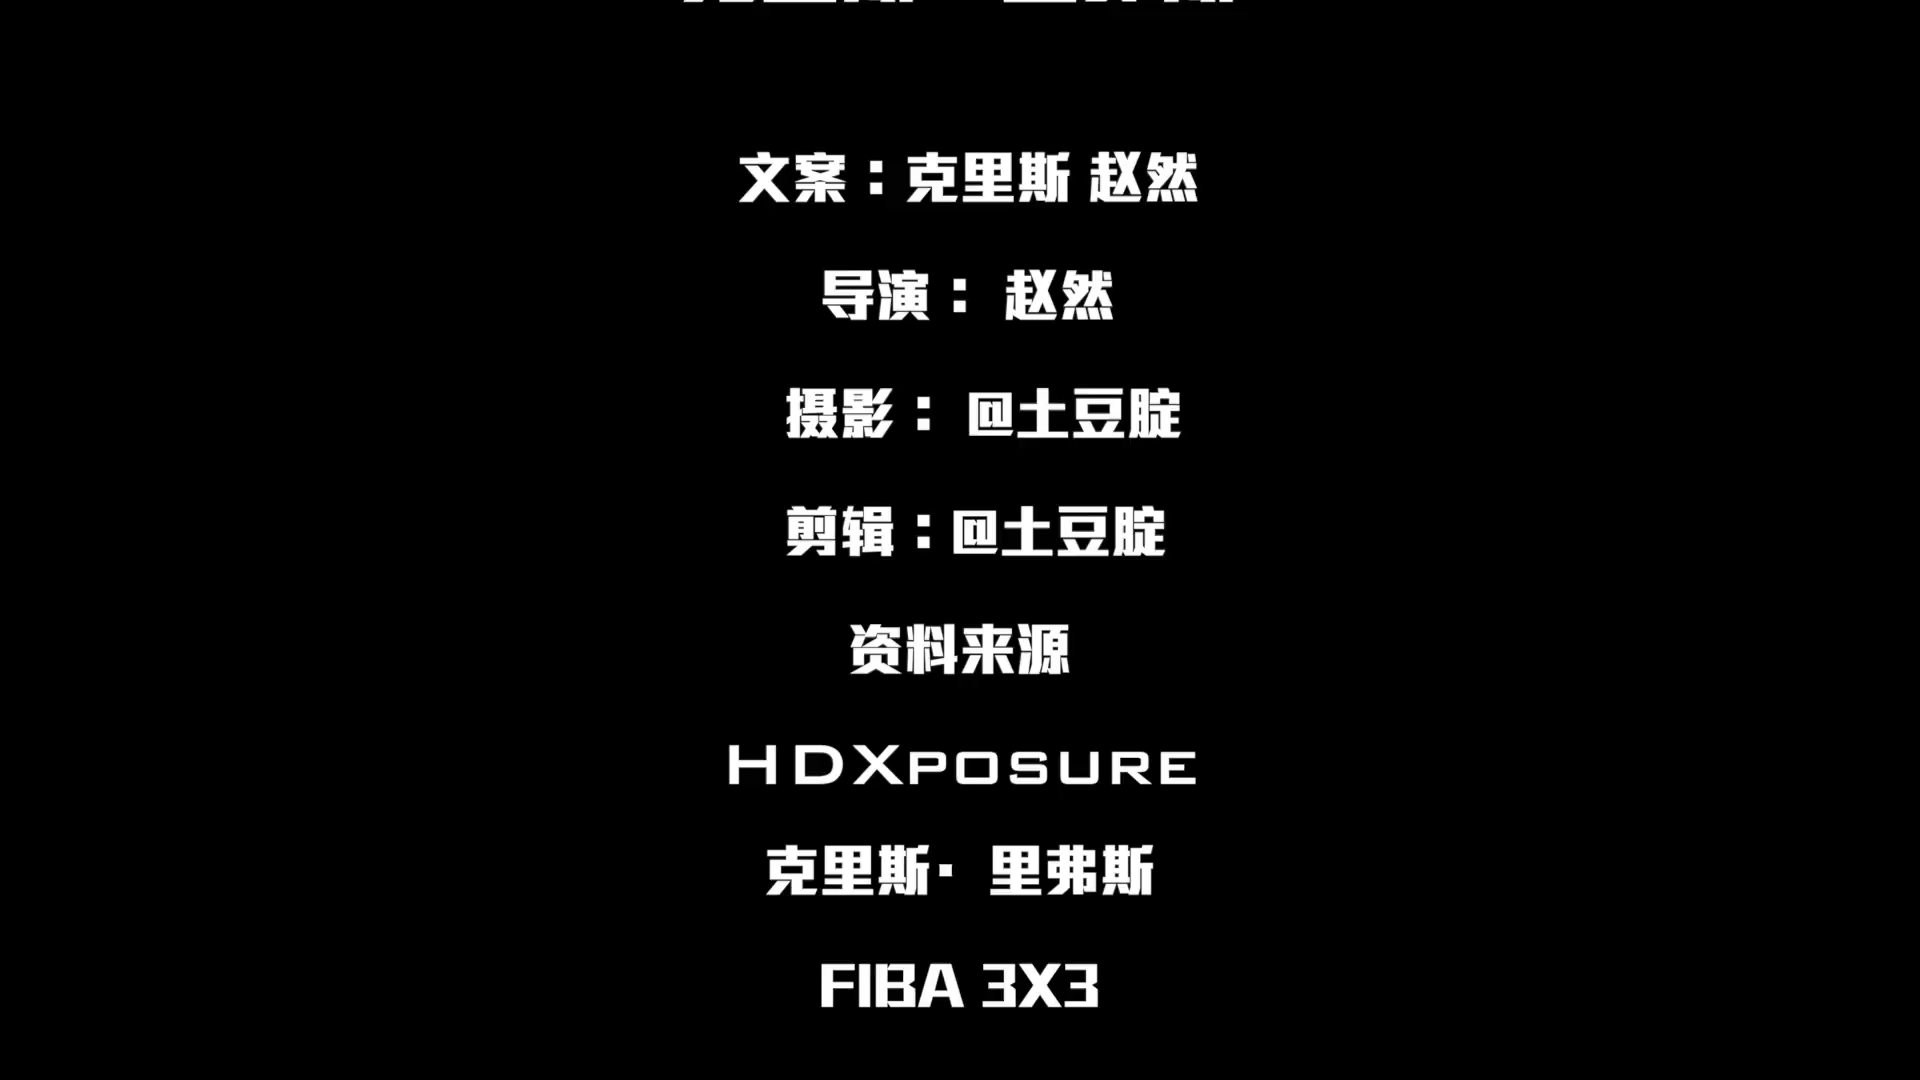 文案：克里斯 赵然
导演： 赵然
摄影： @土豆腚
剪辑：@土豆腚
资料来源
HDXPOSURE
克里斯· 里弗斯
FIBA 3X3